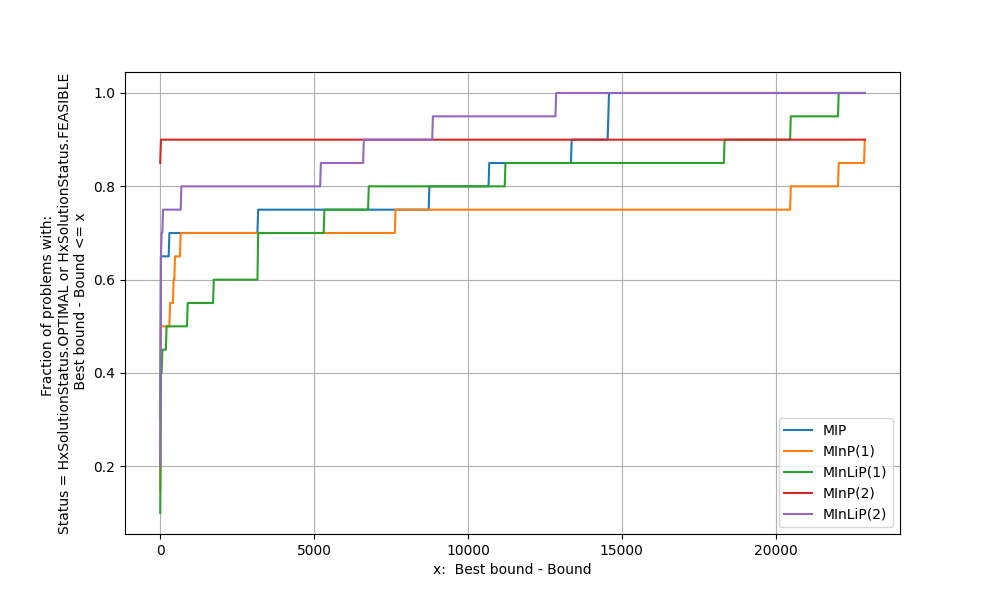 Fraction of problems with:
Status = HxSolutionStatus.OPTIMAL or HxSolutionStatus.FEASIBLE
Best bound - Bound <= x
1.0
0.8
0.6
0.4
0.2
0
5000
10000
15000
20000
x:  Best bound - Bound
MIP
MInP(1)
MInLiP(1)
MInP(2)
MInLiP(2)